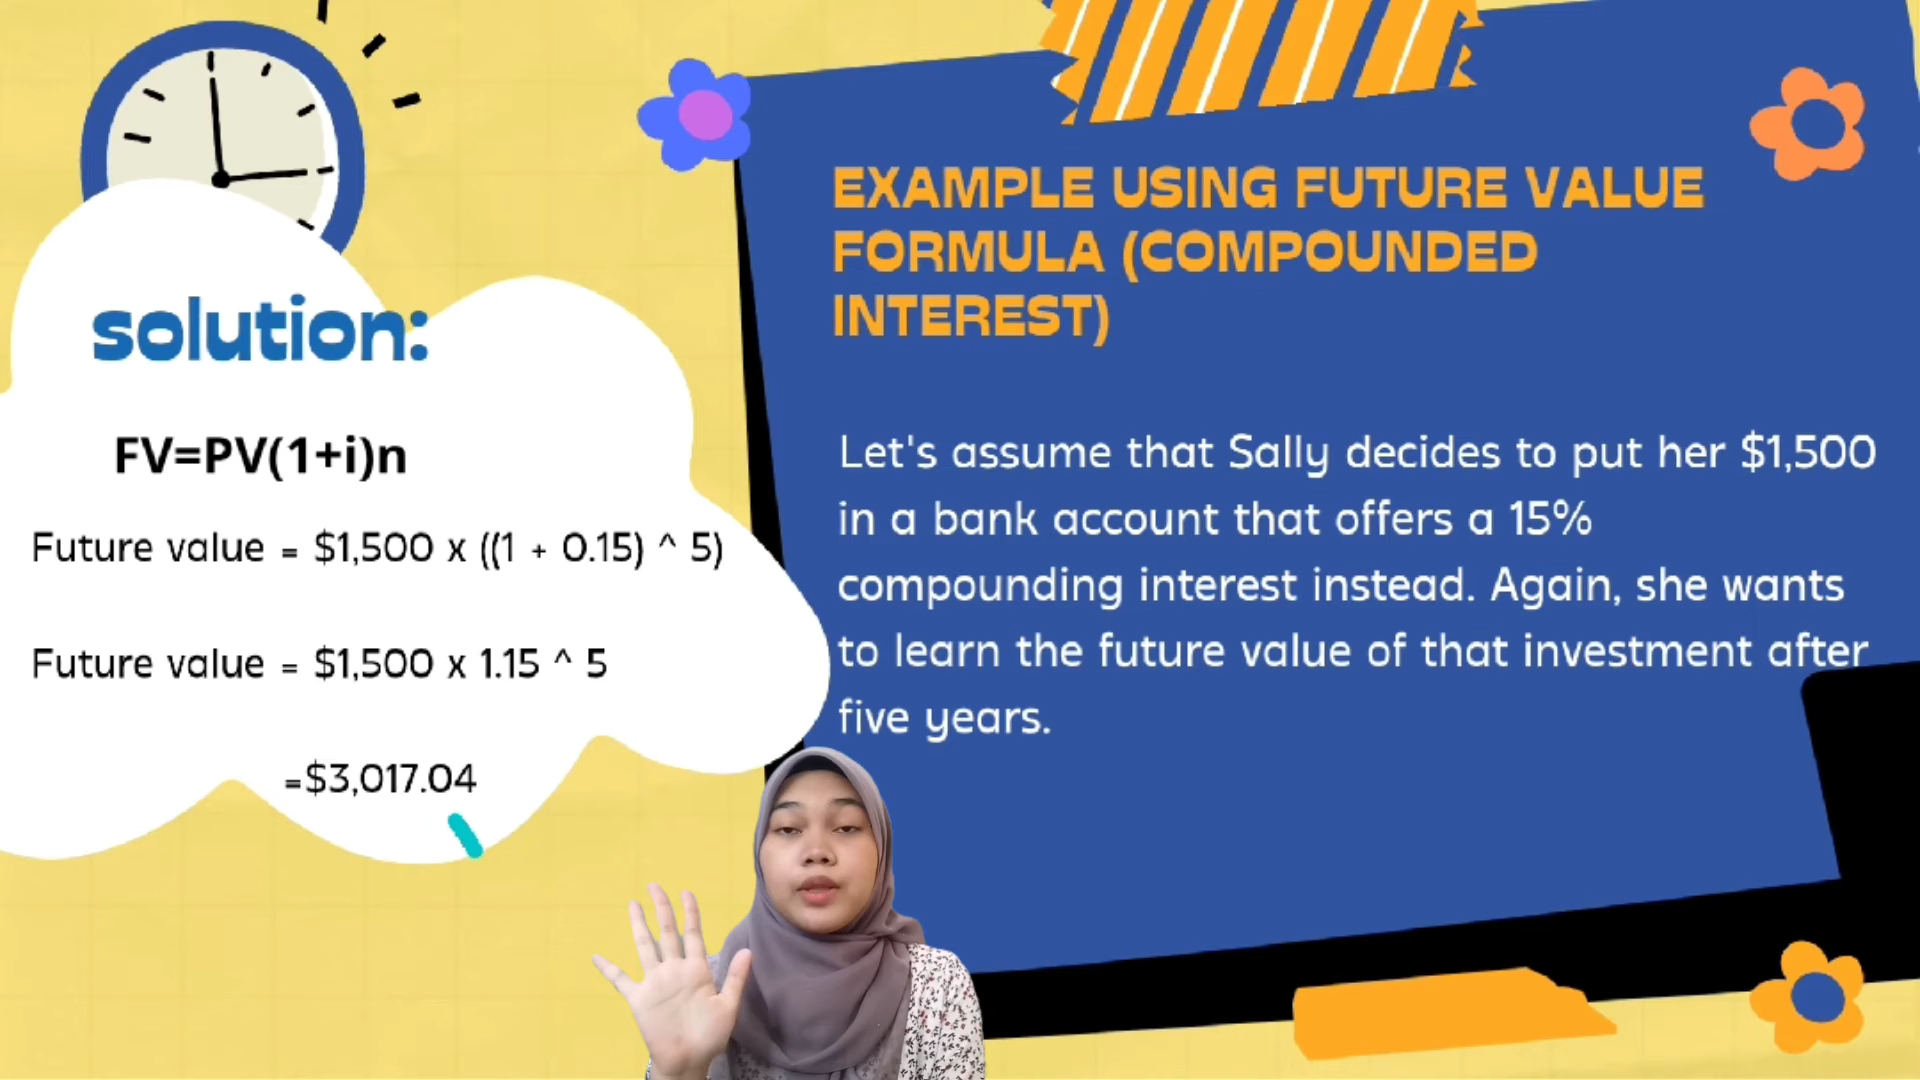 solution:
FV=PV(1+i)n
Future value = $1,500 x ((1 + 0.15) ^ 5)
Future value = $1,500 x 1.15 ^ 5
=$3,017.04
EXAMPLE USING FUTURE VALUE
FORMULA (COMPOUNDED
INTEREST)
Let's assume that Sally decides to put her $1,500
in a bank account that offers a 15%
compounding interest instead. Again, she wants
to learn the future value of that investment after
five years.